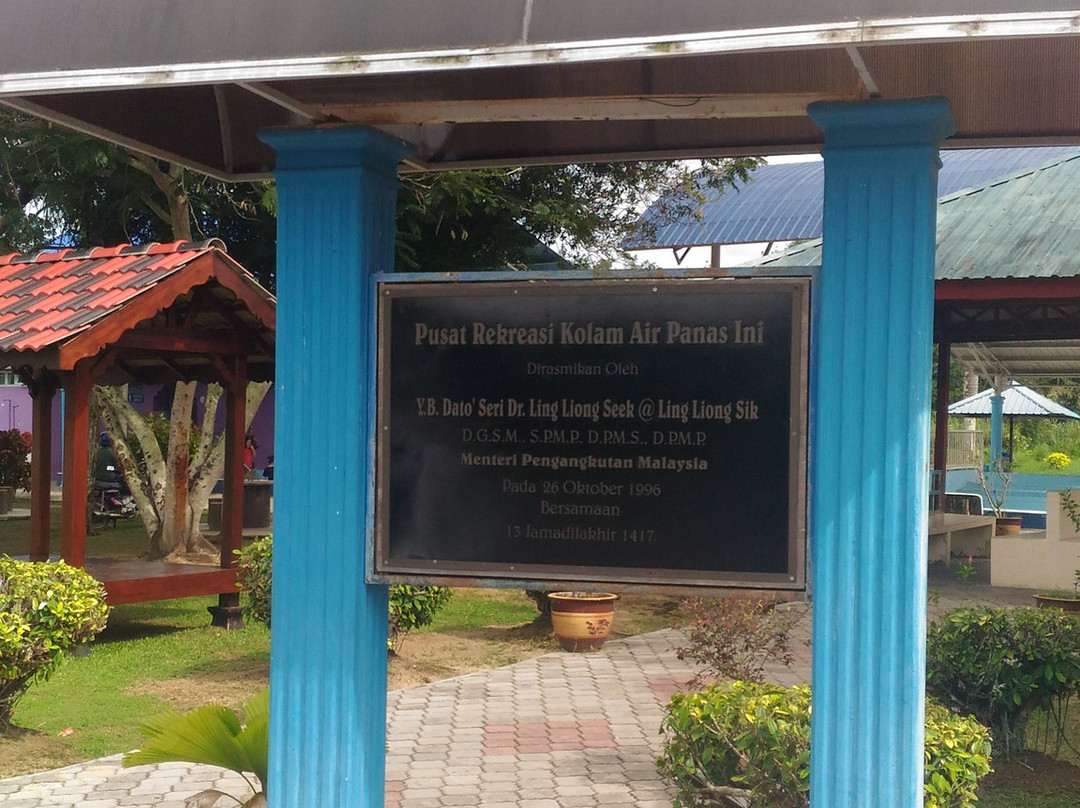 Pusat Rekreasi Kolam Air Panas Ini
Dirasmikan Oleh
Y.B. Dato' Seri Dr. Ling Liong Seek @ Ling Liong Sik
D.G.S.M., S.P.M.P., D.P.M.S., D.P.M.P.
Menteri Pengangkutan Malaysia
Pada 26 Oktober 1996
Bersamaan
13 Jamadilakhir 1417.